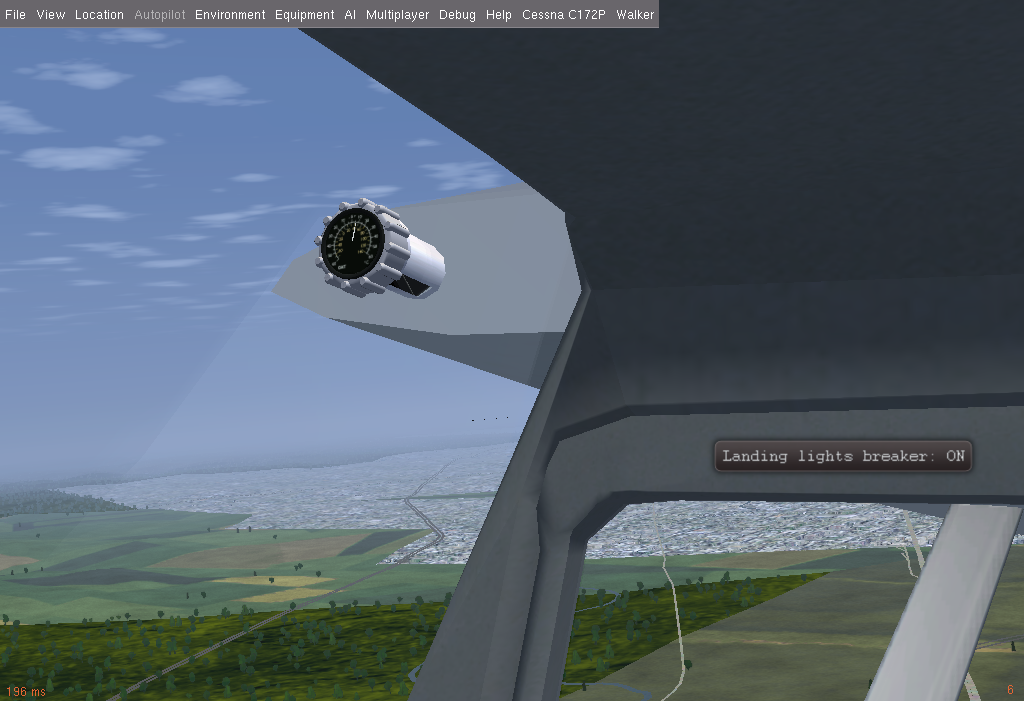 File View Location Autopilot Environment Equipment AI Multiplayer Debug Help Cessna C172P Walker
Landing lights breaker: ON
196 ms
6